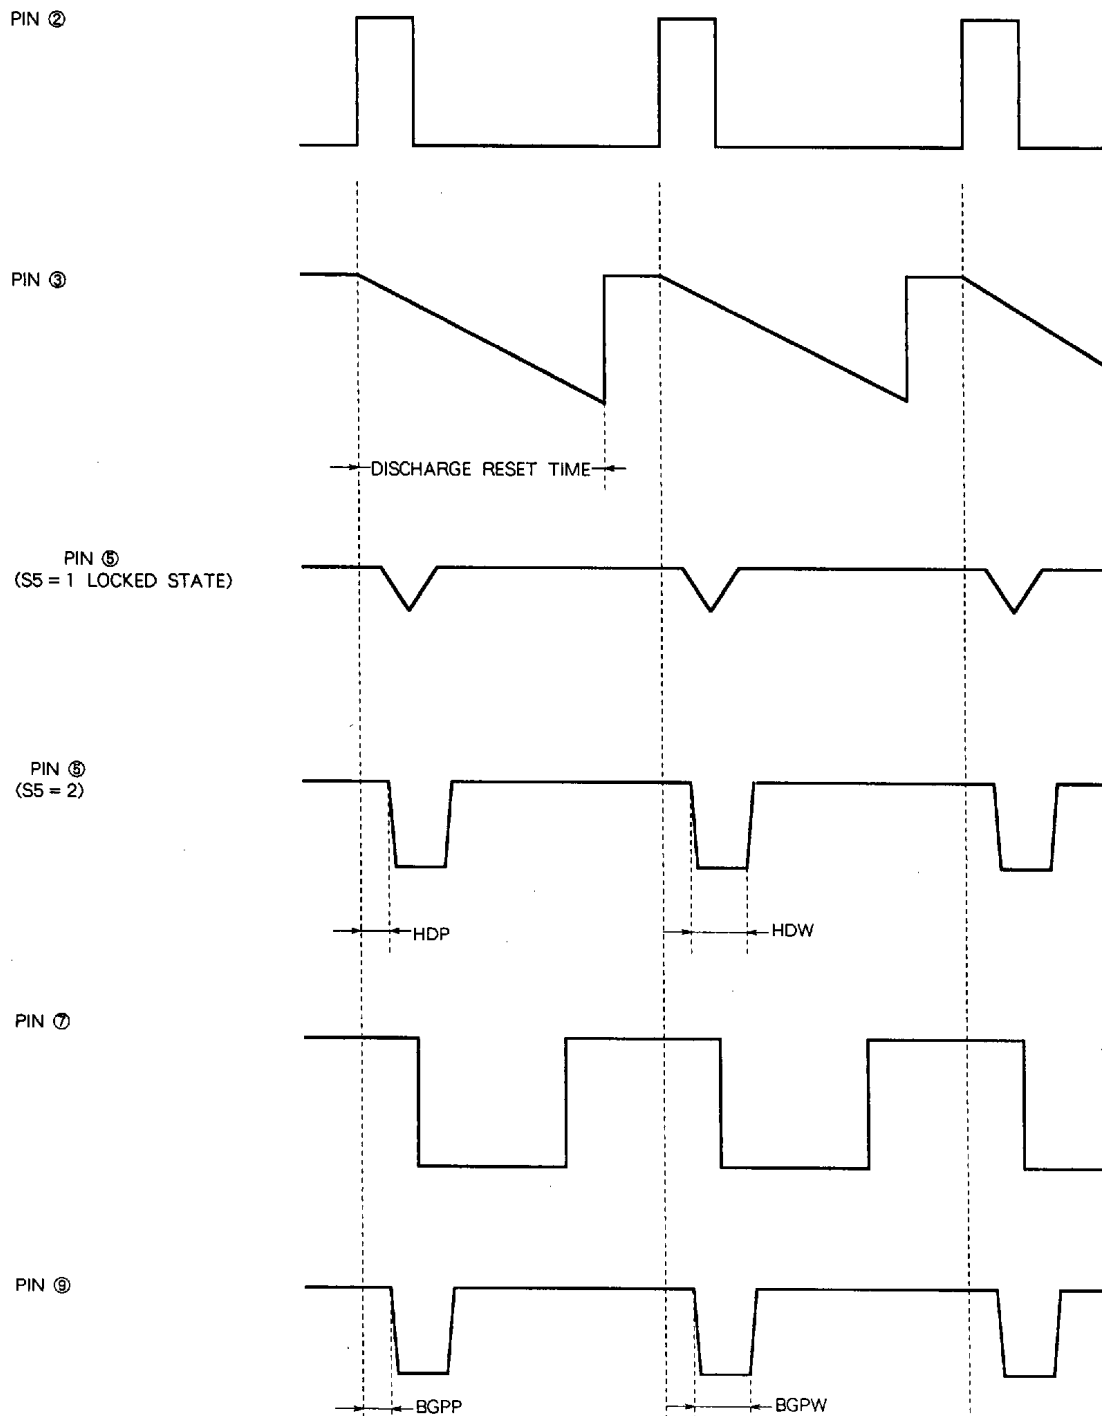 PIN ②
PIN ③
DISCHARGE RESET TIME
PIN ⑤
(S5 = 1 LOCKED STATE)
PIN ⑤
(S5 = 2)
HDP
HDW
PIN ⑦
PIN ⑨
BGPP
BGPW